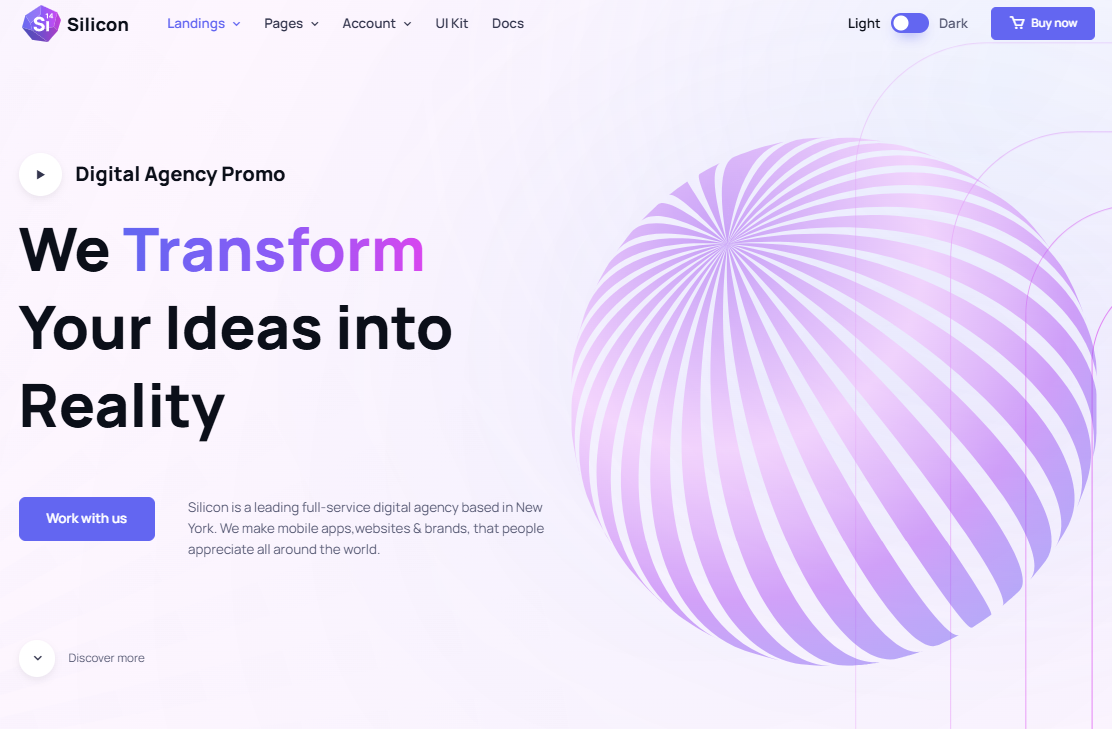 Si 14 Silicon Landings Pages Account UI Kit Docs Light Dark Buy now
Digital Agency Promo
We Transform
Your Ideas into
Reality
Work with us
Silicon is a leading full-service digital agency based in New
York. We make mobile apps,websites & brands, that people
appreciate all around the world.
Discover more